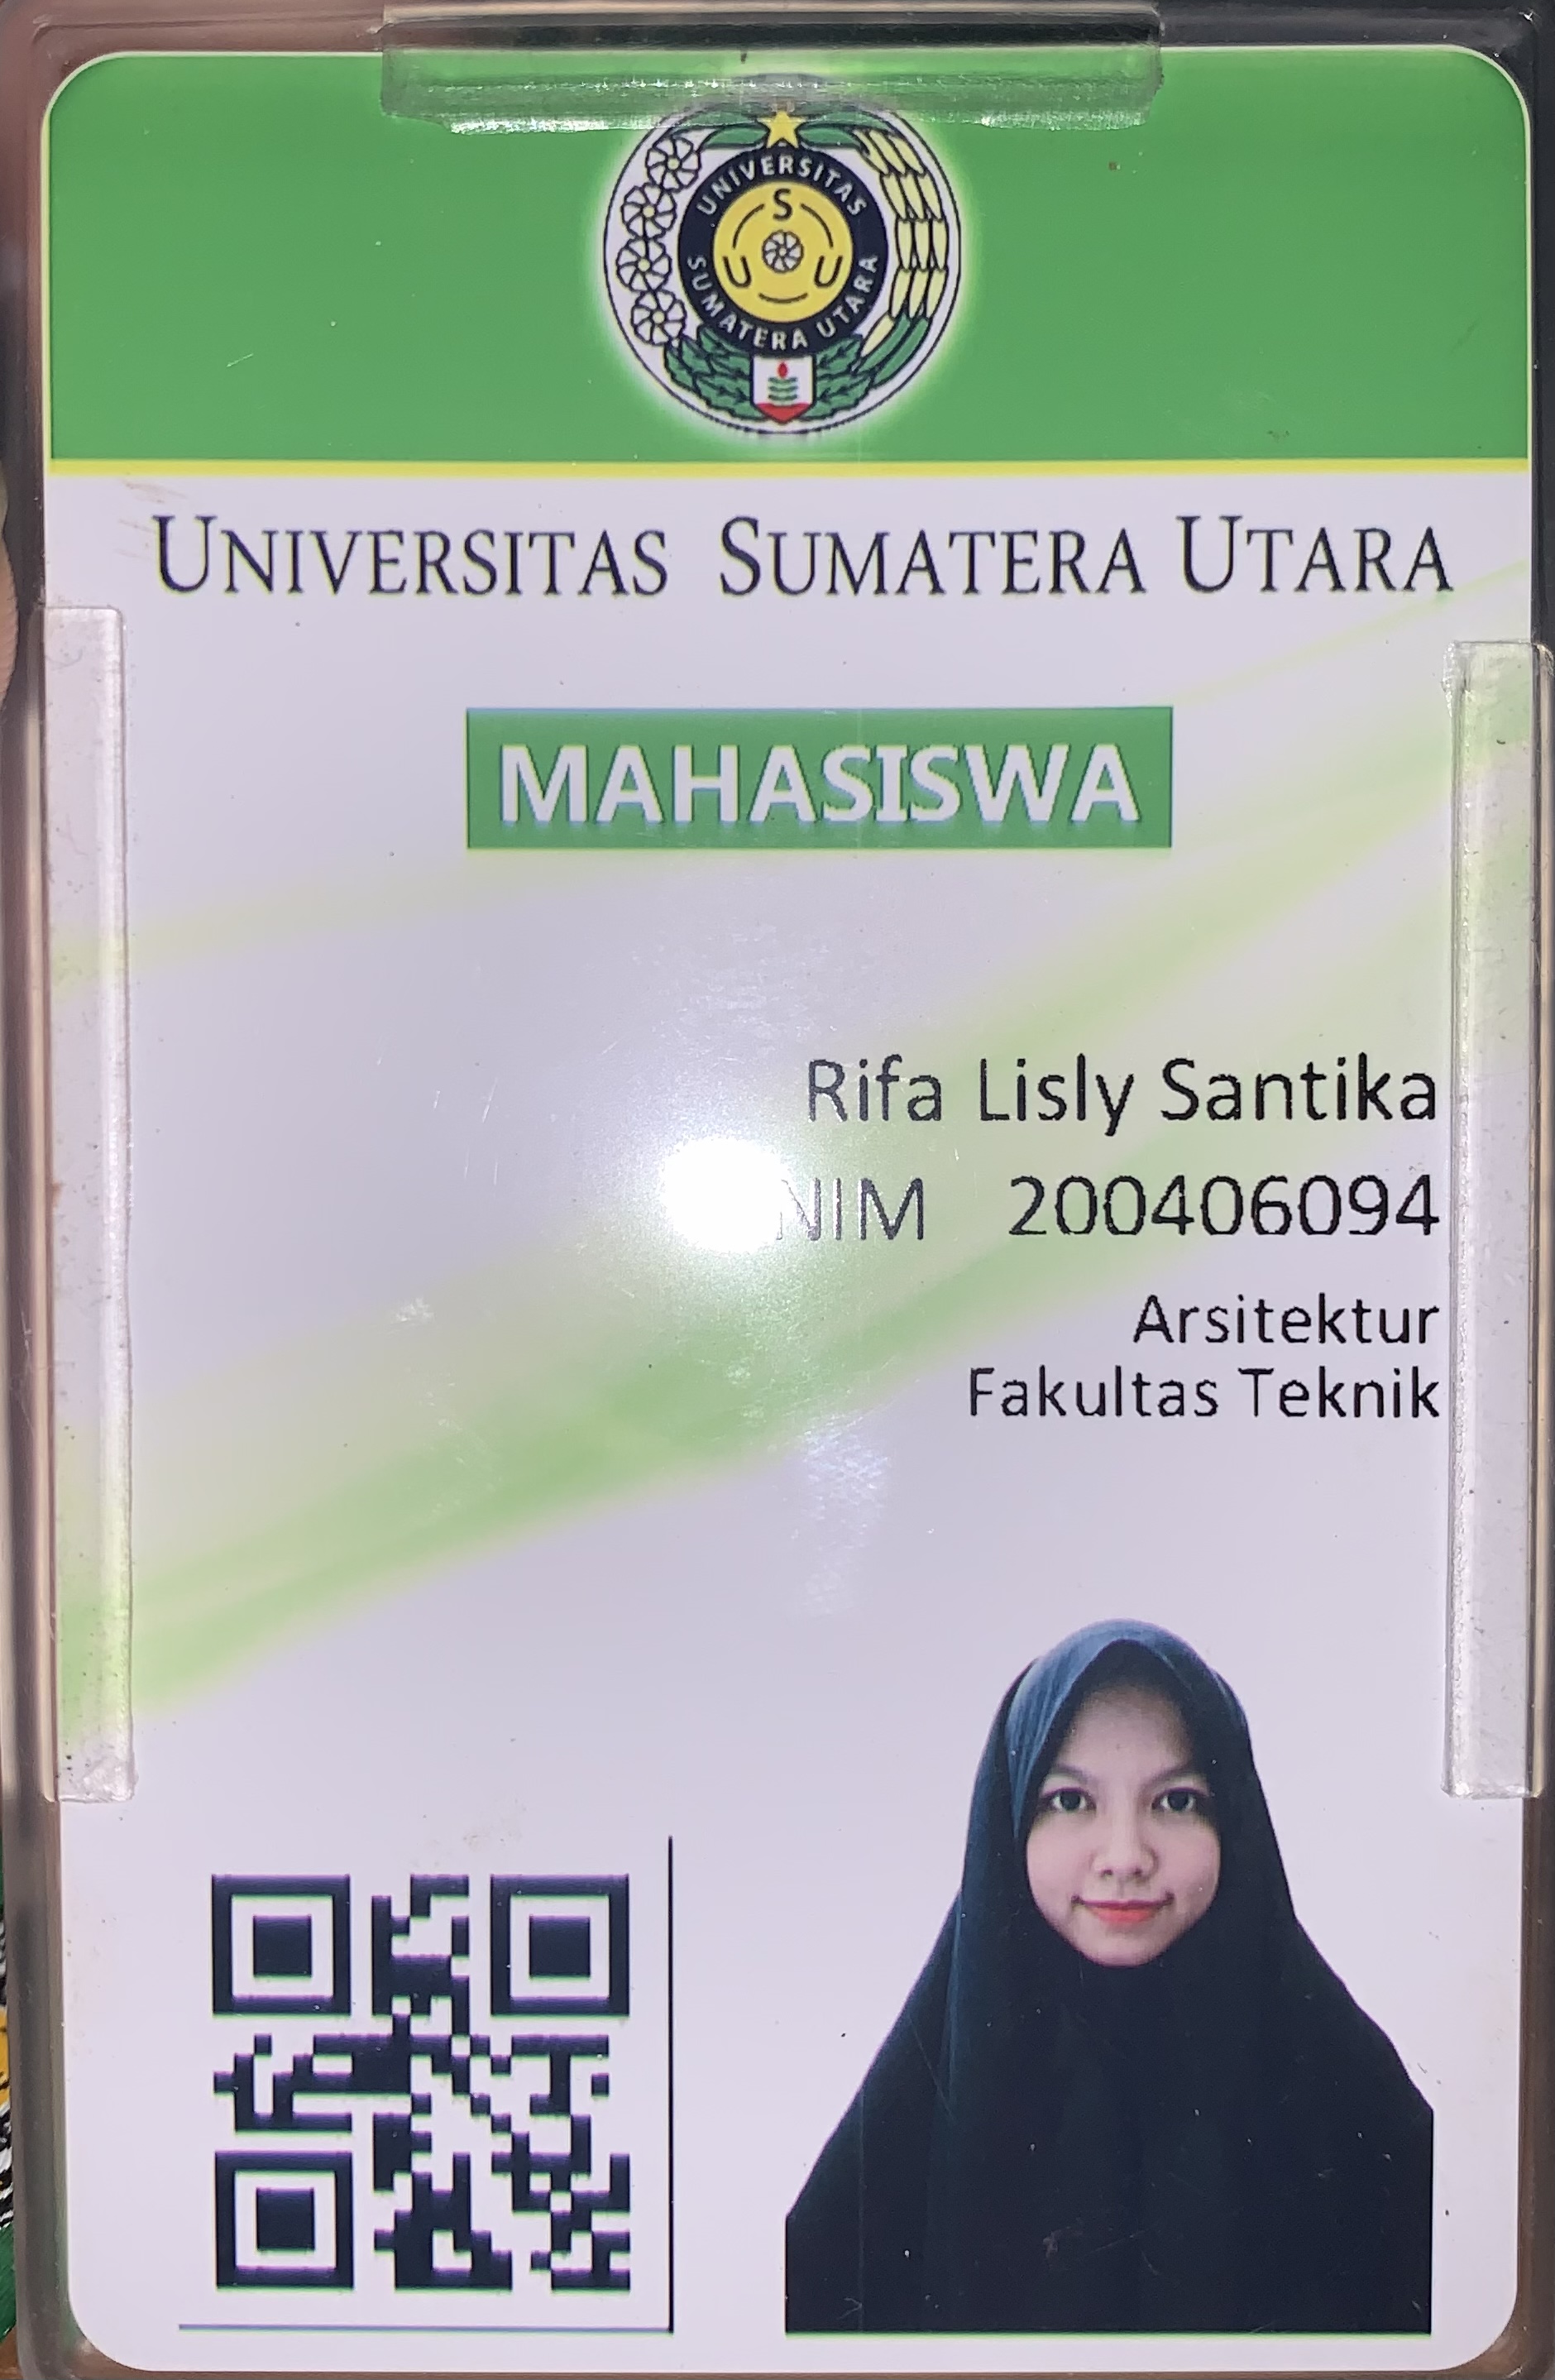 UNIVERSITAS
SUMATERA UTARA
S
U U
UNIVERSITAS SUMATERA UTARA
MAHASISWA
Rifa Lisly Santika
NIM 200406094
Arsitektur
Fakultas Teknik